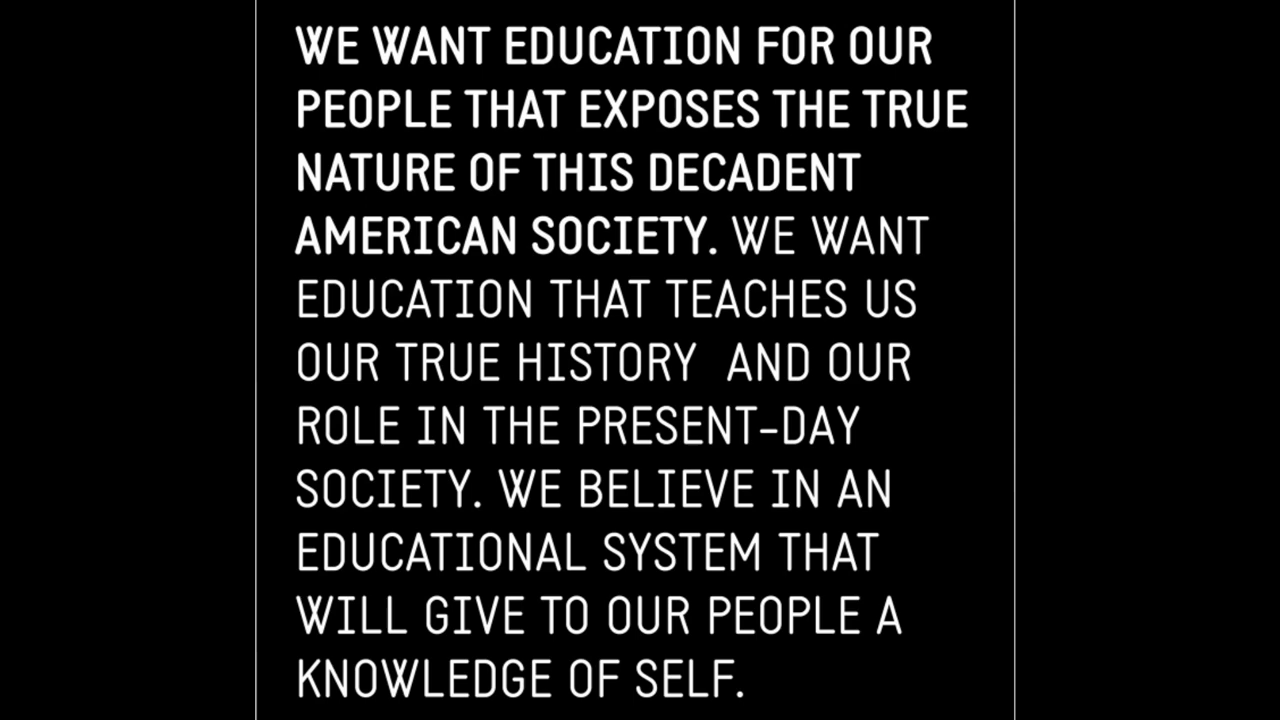 WE WANT EDUCATION FOR OUR
PEOPLE THAT EXPOSES THE TRUE
NATURE OF THIS DECADENT
AMERICAN SOCIETY. WE WANT
EDUCATION THAT TEACHES US
OUR TRUE HISTORY AND OUR
ROLE IN THE PRESENT-DAY
SOCIETY. WE BELIEVE IN AN
EDUCATIONAL SYSTEM THAT
WILL GIVE TO OUR PEOPLE A
KNOWLEDGE OF SELF.